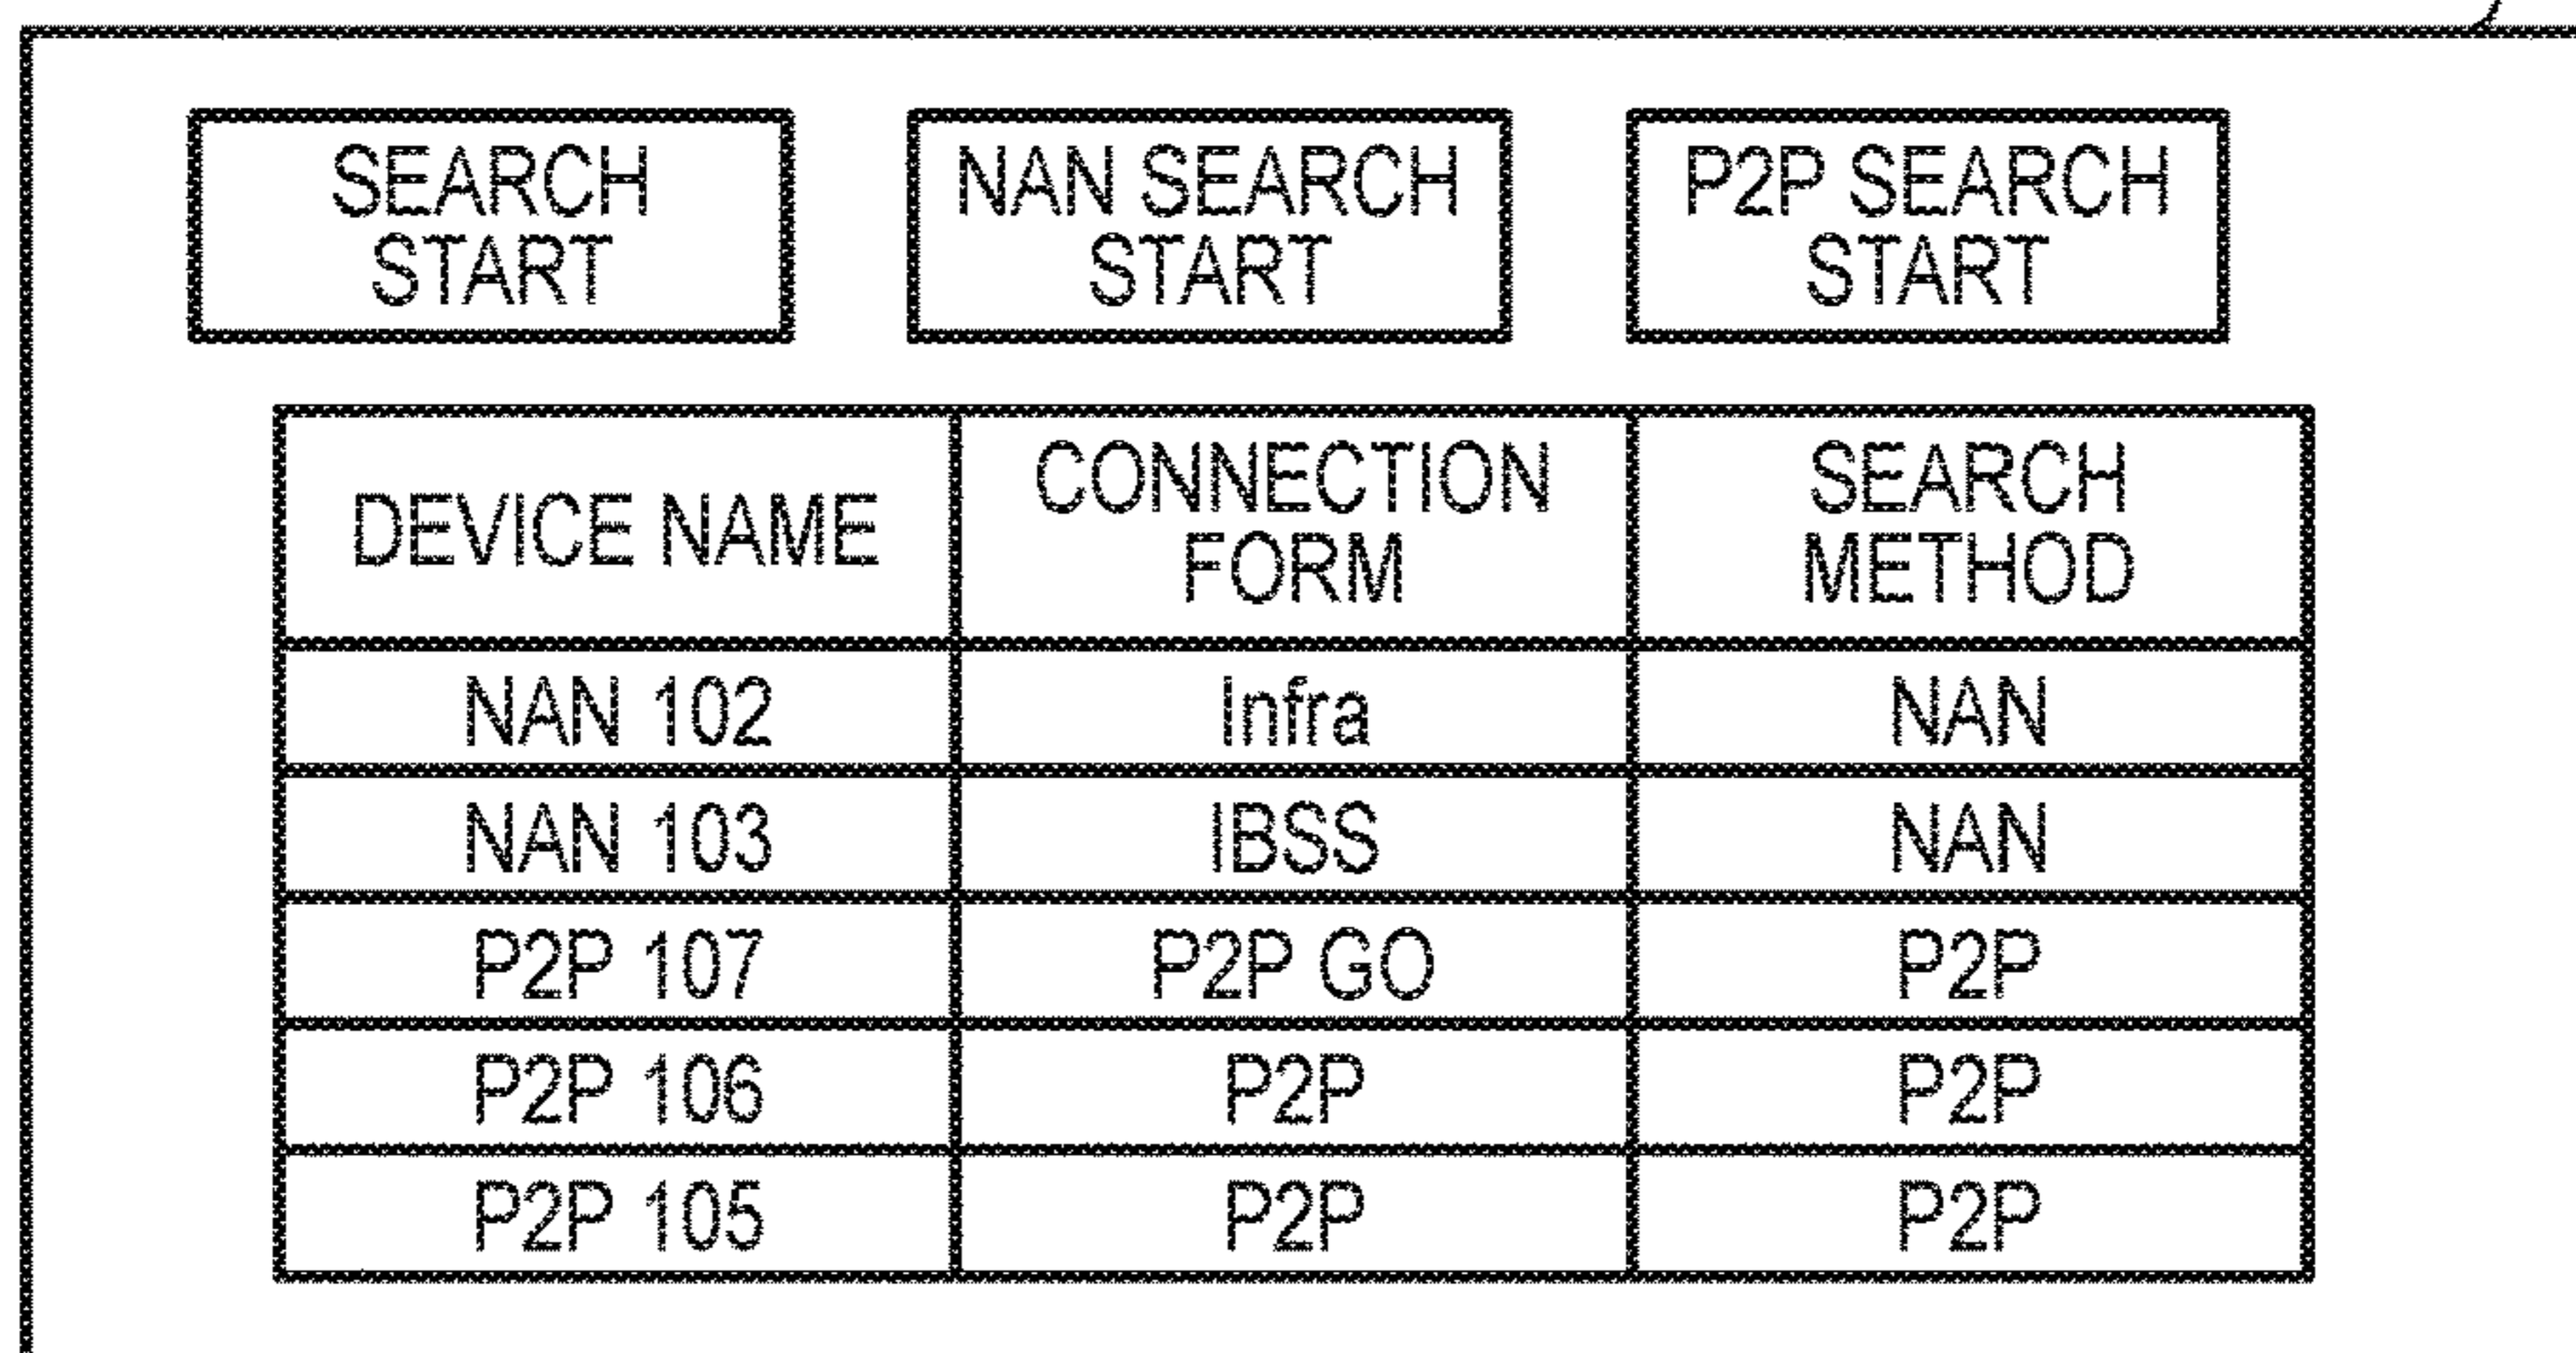 SEARCH
START
NAN SEARCH
START
P2P SEARCH
START
DEVICE NAME
CONNECTION
FORM
SEARCH
METHOD
NAN 102 Infra NAN
NAN 103 IBSS NAN
P2P 107 P2P GO P2P
P2P 106 P2P P2P
P2P 105 P2P P2P